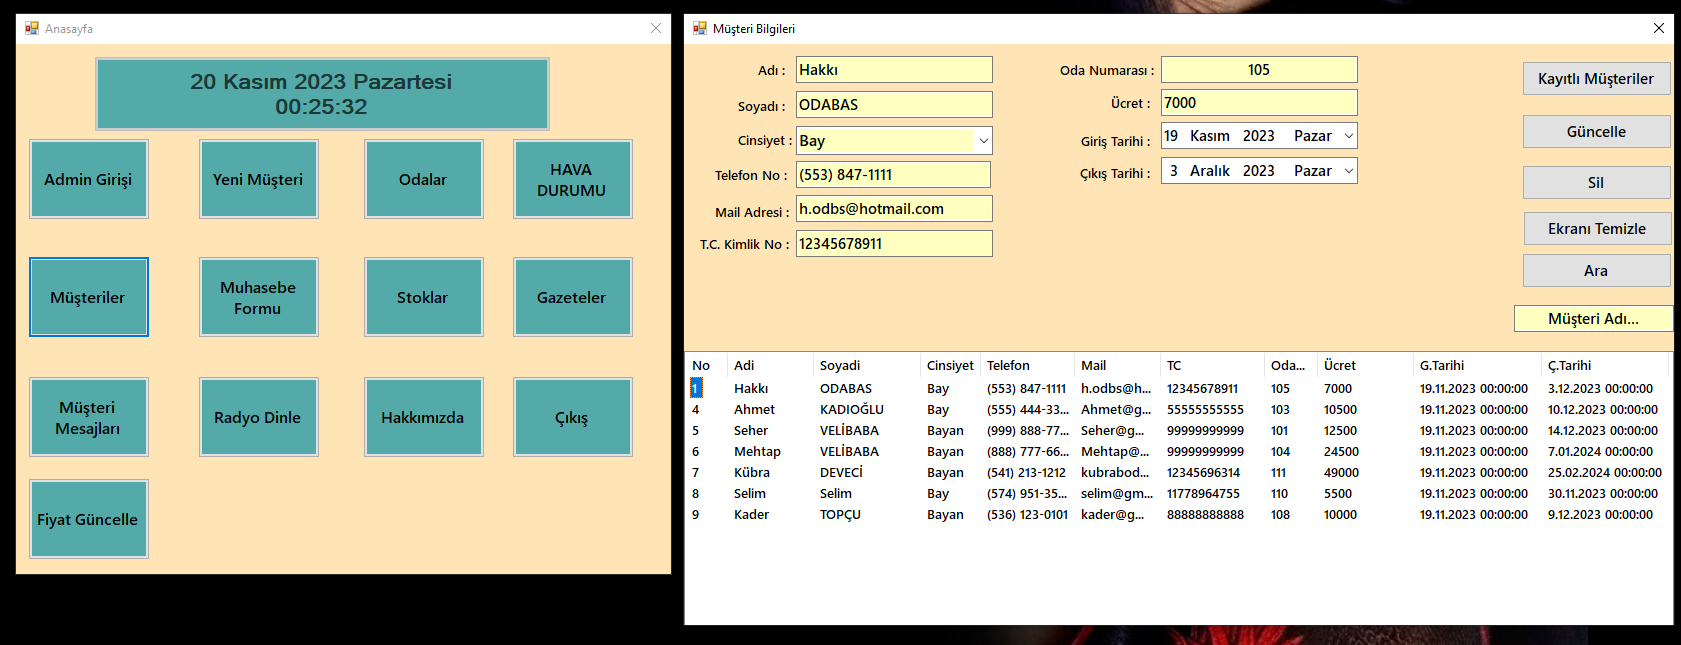 Anasayfa
20 Kasım 2023 Pazartesi
00:25:32
Admin Girişi
Yeni Müşteri
Odalar
HAVA
DURUMU
Müşteriler
Muhasebe
Formu
Stoklar
Gazeteler
Müşteri
Mesajları
Radyo Dinle
Hakkımızda
Çıkış
Fiyat Güncelle
Müşteri Bilgileri
Adı : Hakkı
Soyadı : ODABAS
Cinsiyet : Bay
Telefon No : (553) 847-1111
Mail Adresi : h.odbs@hotmail.com
T.C. Kimlik No : 12345678911
Oda Numarası : 105
Ücret : 7000
Giriş Tarihi : 19 Kasım 2023 Pazar
Çıkış Tarihi : 3 Aralık 2023 Pazar
Kayıtlı Müşteriler
Güncelle
Sil
Ekranı Temizle
Ara
Müşteri Adı...
No Adi Soyadi Cinsiyet Telefon Mail TC Oda... Ücret G.Tarihi Ç.Tarihi
1 Hakkı ODABAS Bay (553) 847-1111 h.odbs@h... 12345678911 105 7000 19.11.2023 00:00:00 3.12.2023 00:00:00
4 Ahmet KADIOĞLU Bay (555) 444-33... Ahmet@g... 55555555555 103 10500 19.11.2023 00:00:00 10.12.2023 00:00:00
5 Seher VELİBABA Bayan (999) 888-77... Seher@g... 99999999999 101 12500 19.11.2023 00:00:00 14.12.2023 00:00:00
6 Mehtap VELİBABA Bayan (888) 777-66... Mehtap@... 99999999999 104 24500 19.11.2023 00:00:00 7.01.2024 00:00:00
7 Kübra DEVECİ Bayan (541) 213-1212 kubrabod... 12345696314 111 49000 19.11.2023 00:00:00 25.02.2024 00:00:00
8 Selim Selim Bay (574) 951-35... selim@gm... 11778964755 110 5500 19.11.2023 00:00:00 30.11.2023 00:00:00
9 Kader TOPÇU Bayan (536) 123-0101 kader@g... 88888888888 108 10000 19.11.2023 00:00:00 9.12.2023 00:00:00